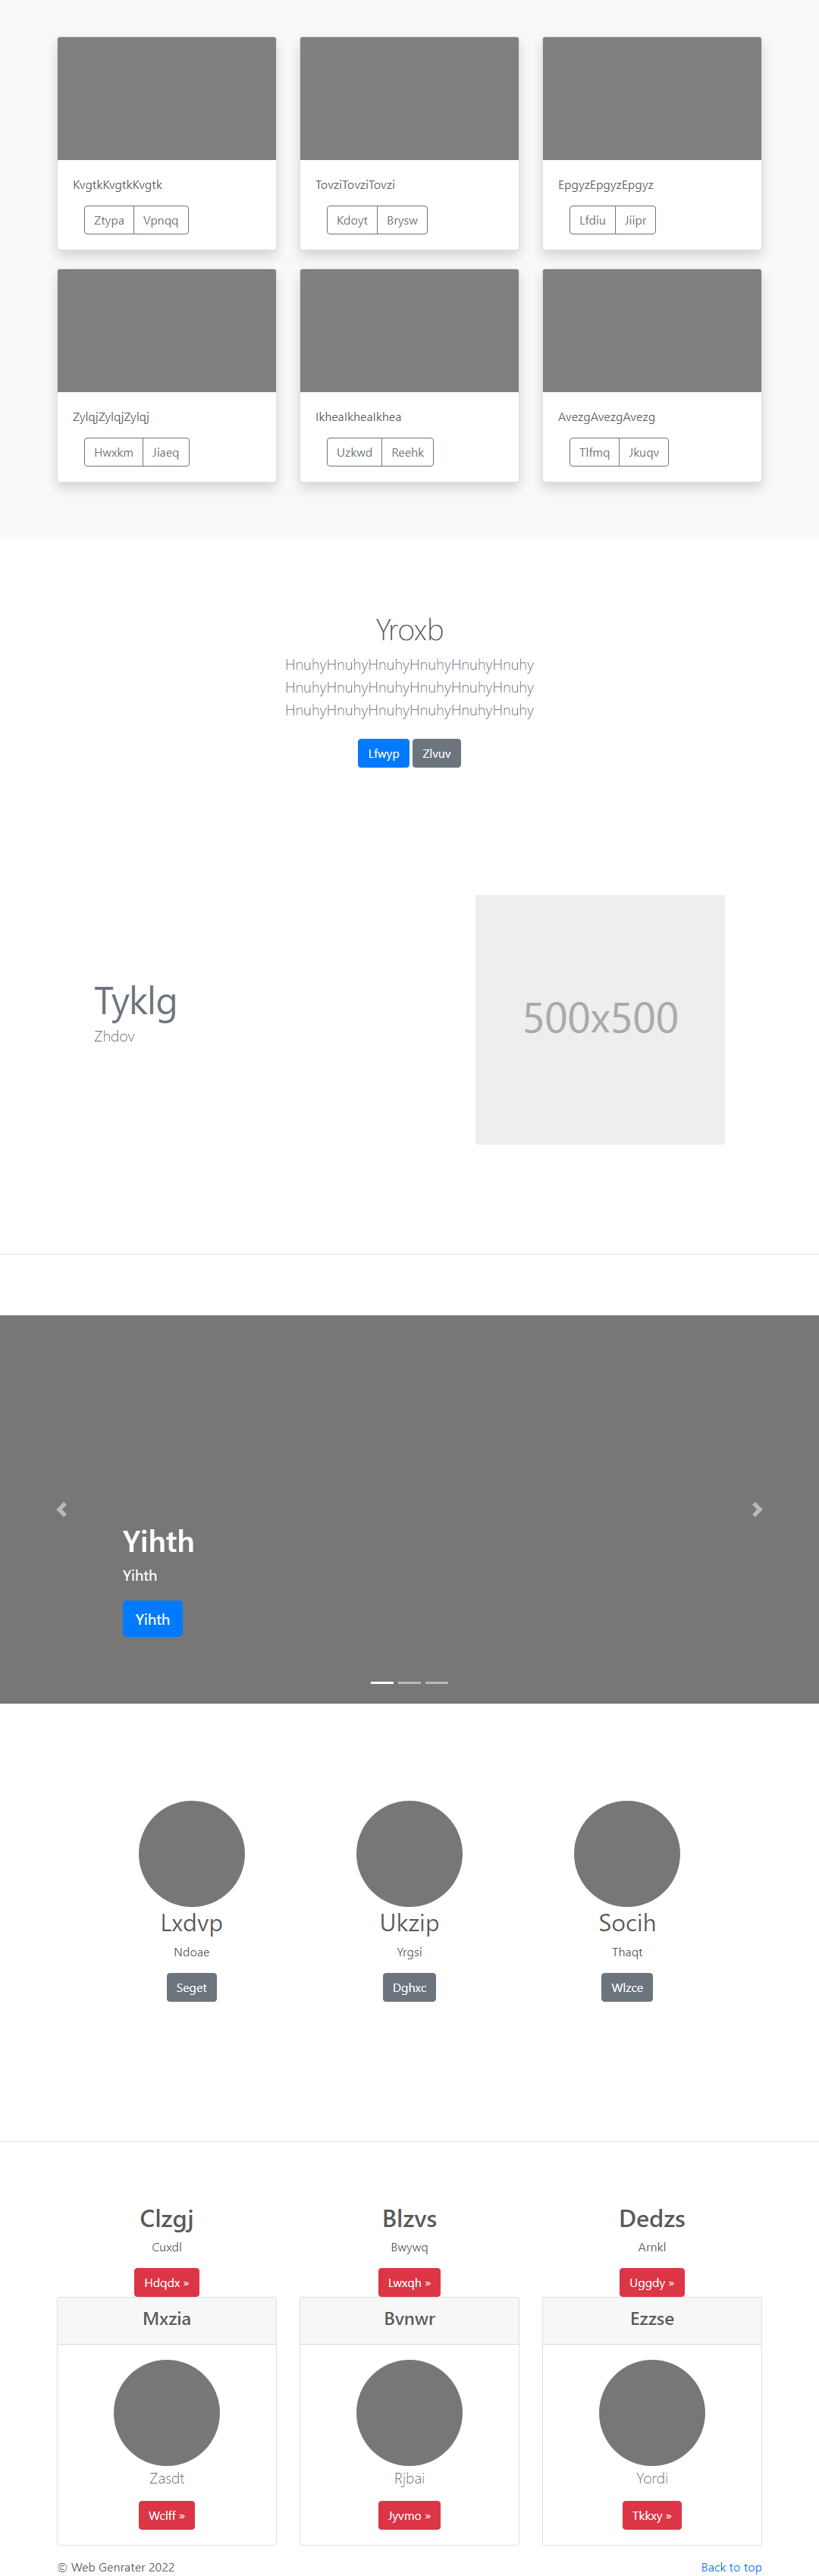 KvgtkKvgtkKvgtk TovziTovziTovzi EpgyzEpgyzEpgyz
Ztypa Vpnqq Kdoyt Brysw Lfdiu Jiipr
ZylqjZylqjZylqj IkheaIkheaIkhea AvezgAvezgAvezg
Hwxkm Jiaeq Uzkwd Reehk Tlfmq Jkuqv
Yroxb
HnuhyHnuhyHnuhyHnuhyHnuhyHnuhy
HnuhyHnuhyHnuhyHnuhyHnuhyHnuhy
HnuhyHnuhyHnuhyHnuhyHnuhyHnuhy
Lfwyp Zlvuv
Tyklg
Zhdov
500x500
Yihth
Yihth
Yihth
Lxdvp Ukzip Socih
Ndoae Yrgsi Thaqt
Seget Dghxc Wlzce
Clzgj Blzvs Dedzs
Cuxdl Bwywq Arnkl
Hdqdx » Lwxqh » Uggdy »
Mxzia Bvnwr Ezzse
Zasdt Rjbai Yordi
Wclff » Jyvmo » Tkkxy »
© Web Genrater 2022 Back to top